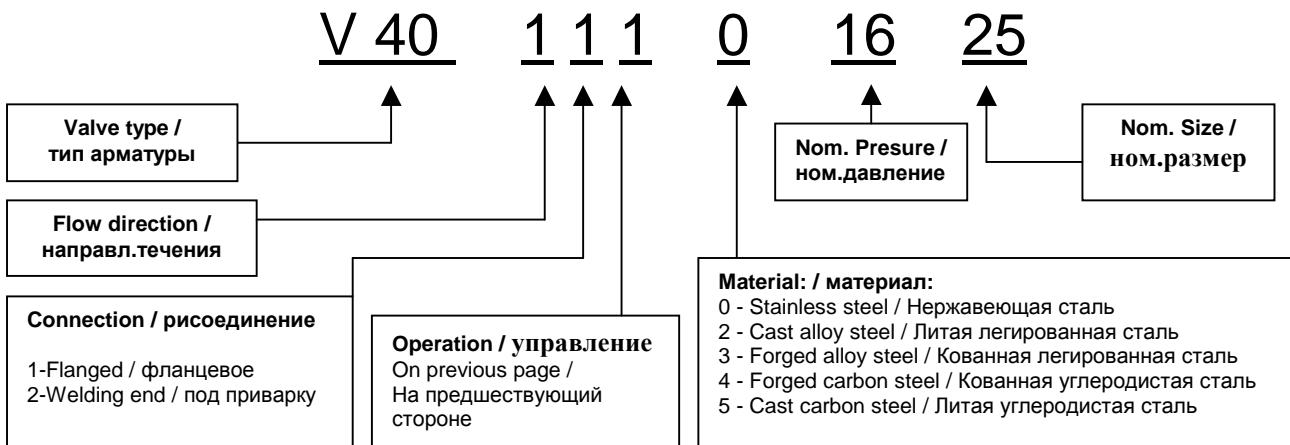 V 40 1 1 1 0 16 25
Valve type /
тип арматуры
Nom. Presure /
ном.давление
Nom. Size /
ном.размер
Flow direction /
направл.течения
Connection / рисоединение
1-Flanged / фланцевое
2-Welding end / под приварку
Operation / управление
On previous page /
На предшествующий
стороне
Material: / материал:
0 - Stainless steel / Нержавеющая сталь
2 - Cast alloy steel / Литая легированная сталь
3 - Forged alloy steel / Кованная легированная сталь
4 - Forged carbon steel / Кованная углеродистая сталь
5 - Cast carbon steel / Литая углеродистая сталь